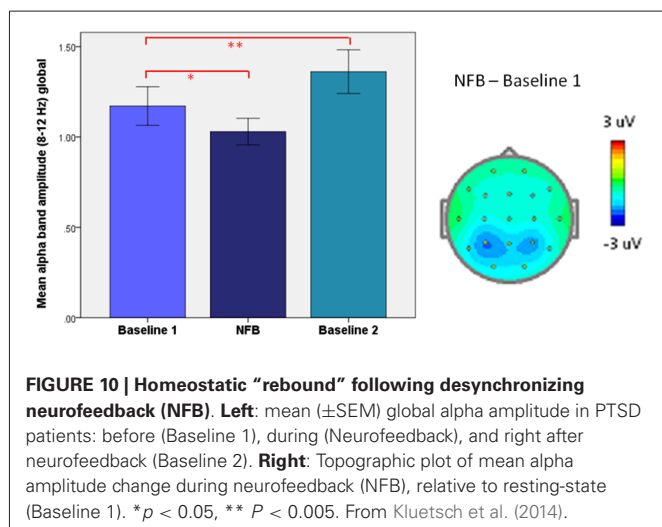 Mean alpha band amplitude (8-12 Hz) global
1.50
1.00
.50
.00
**
*
Baseline 1
NFB
Baseline 2
NFB – Baseline 1
3 uV
-3 uV
FIGURE 10 | Homeostatic “rebound” following desynchronizing
neurofeedback (NFB). Left: mean (±SEM) global alpha amplitude in PTSD
patients: before (Baseline 1), during (Neurofeedback), and right after
neurofeedback (Baseline 2). Right: Topographic plot of mean alpha
amplitude change during neurofeedback (NFB), relative to resting-state
(Baseline 1). *p < 0.05, ** P < 0.005. From Kluetsch et al. (2014).